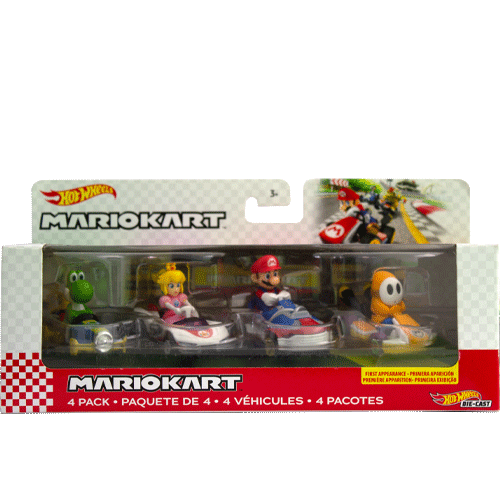 Hot Wheels
MARIOKART
3+
MARIOKART
4 PACK • PAQUETE DE 4 • 4 VÉHICULES • 4 PACOTES
FIRST APPEARANCE • PRIMERA APARICIÓN
PREMIÈRE APPARITION • PRIMEIRA EXIBIÇÃO
Hot Wheels
DIE-CAST